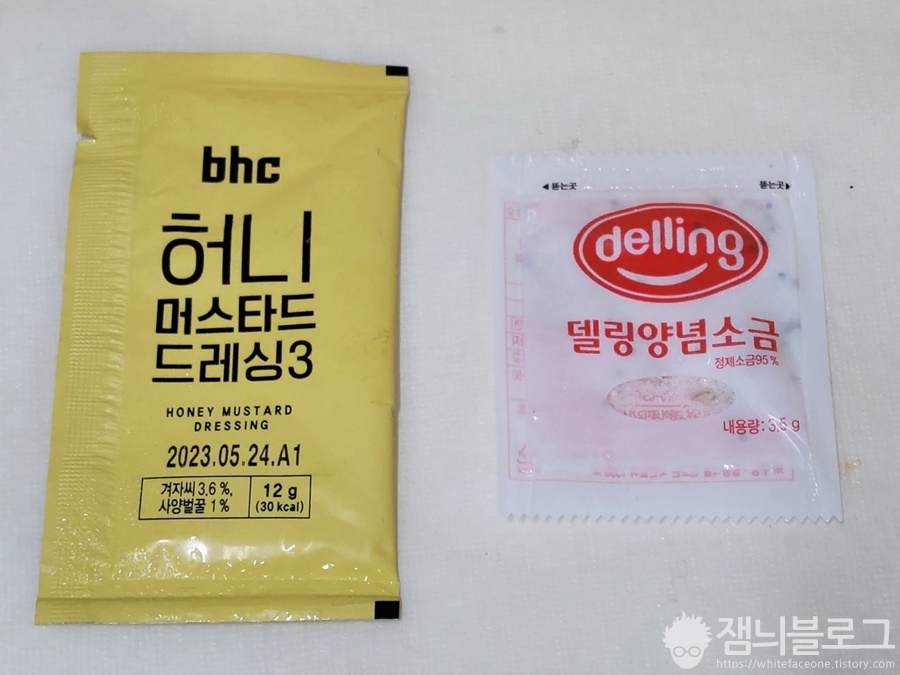 bhc
허니
머스타드
드레싱3
HONEY MUSTARD
DRESSING
2023.05.24.A1
겨자씨 3.6%,
사양벌꿀 1%
12 g
(30 kcal)
◀뜯는곳
뜯는곳▶
delling
델링양념소금
정제소금95%
내용량: 3.5 g
잼늬블로그
https://whitefaceone.tistory.com